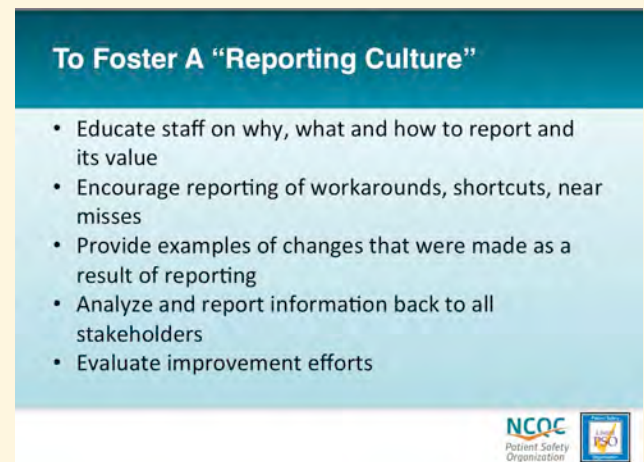 To Foster A “Reporting Culture”
• Educate staff on why, what and how to report and
its value
• Encourage reporting of workarounds, shortcuts, near
misses
• Provide examples of changes that were made as a
result of reporting
• Analyze and report information back to all
stakeholders
• Evaluate improvement efforts
NCQC
Patient Safety
Organization
PSO